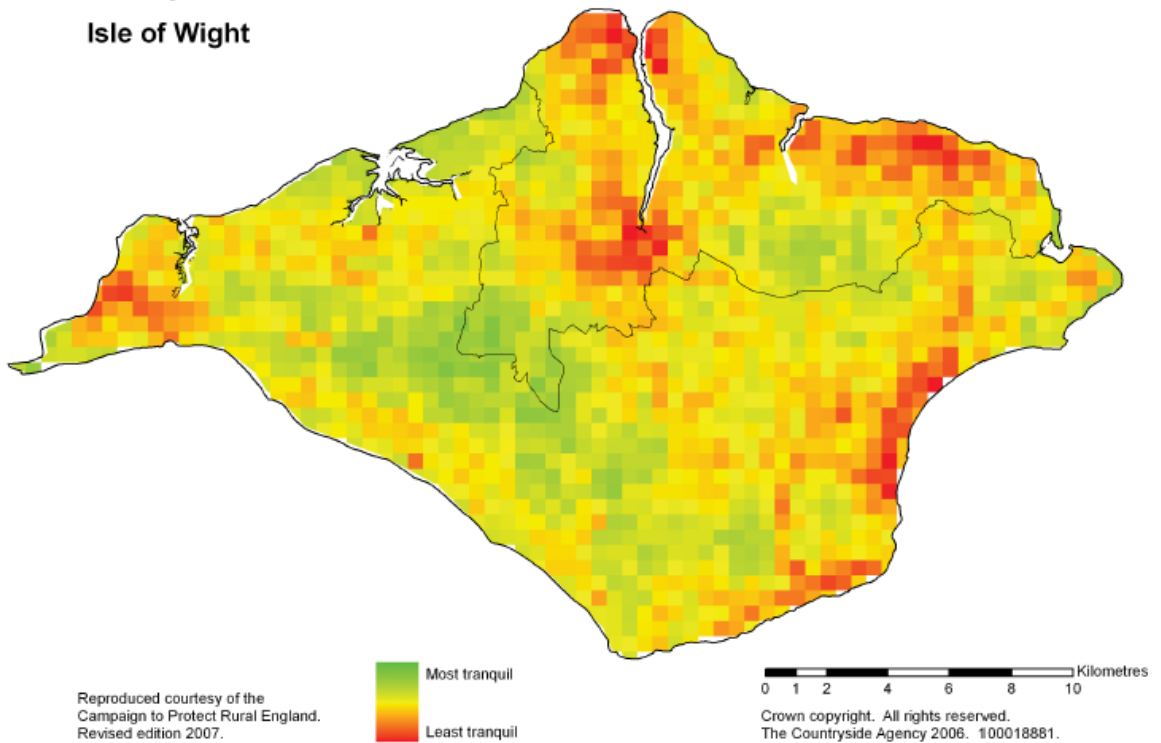 Isle of Wight
Most tranquil
Least tranquil
Reproduced courtesy of the
Campaign to Protect Rural England.
Revised edition 2007.
Kilometres
0 1 2 4 6 8 10
Crown copyright. All rights reserved.
The Countryside Agency 2006. 100018881.